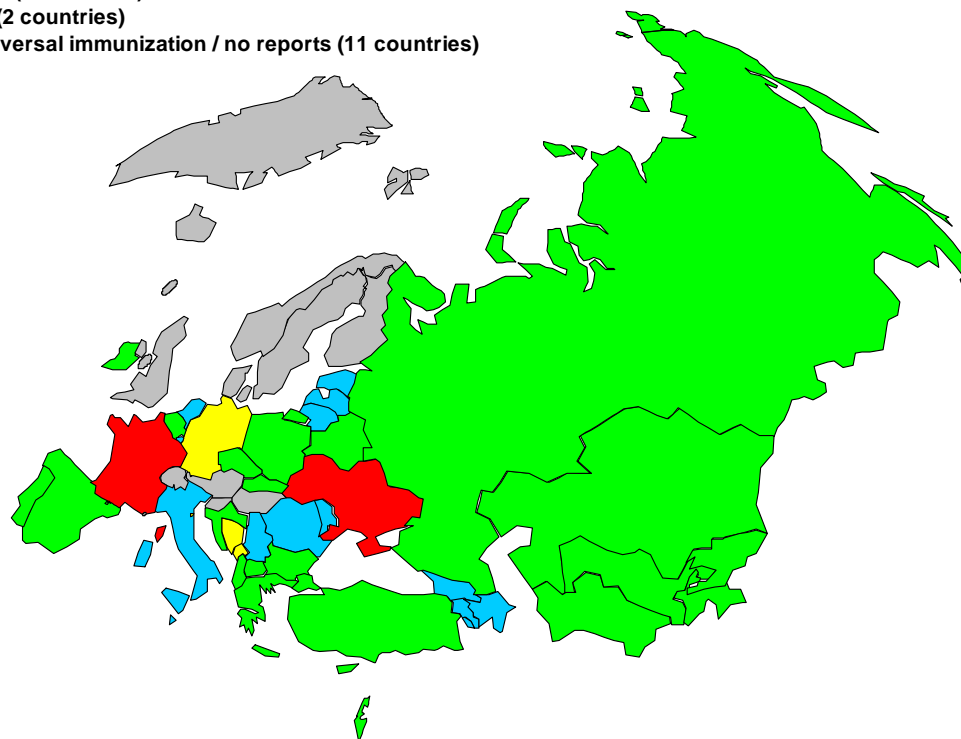 (2 countries)
versal immunization / no reports (11 countries)